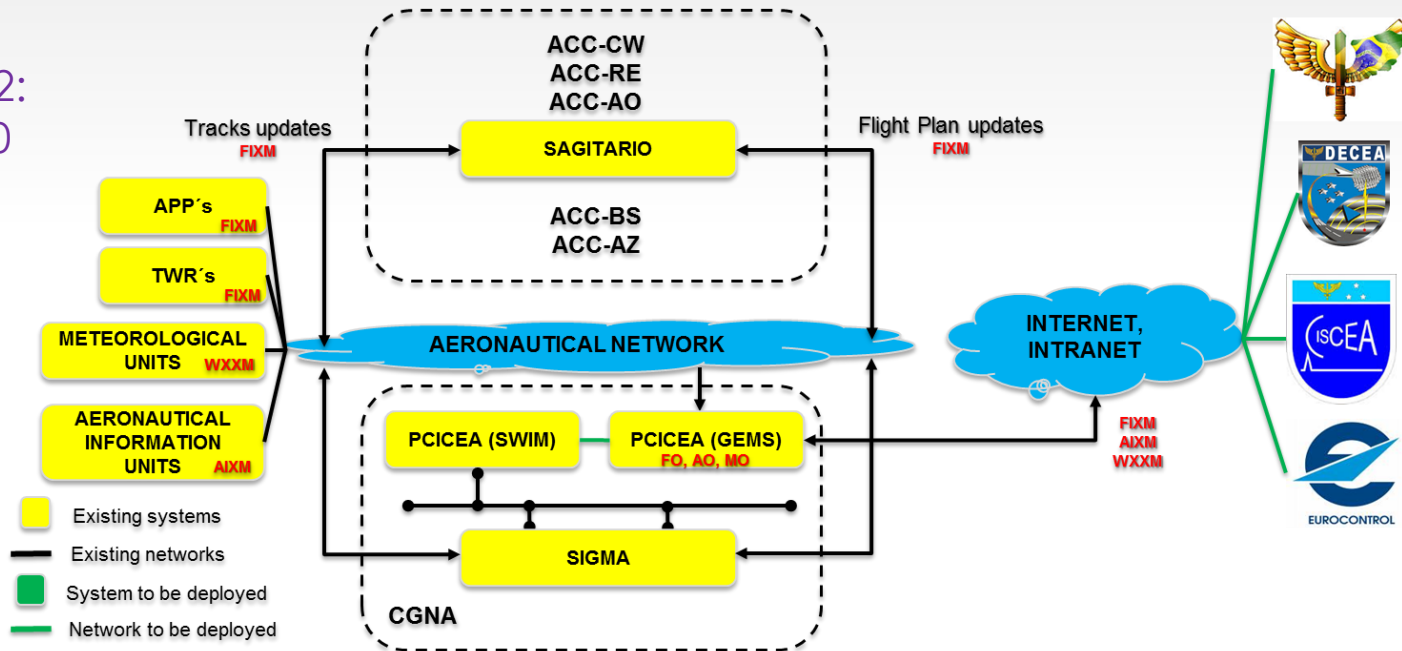 2:
0
ACC-CW
ACC-RE
ACC-AO
SAGITARIO
ACC-BS
ACC-AZ
Tracks updates
FIXM
Flight Plan updates
FIXM
APP´s
FIXM
TWR´s
FIXM
METEOROLOGICAL
UNITS WXXM
AERONAUTICAL
INFORMATION
UNITS AIXM
AERONAUTICAL NETWORK
INTERNET,
INTRANET
PCICEA (SWIM)
PCICEA (GEMS)
FO, AO, MO
SIGMA
CGNA
FIXM
AIXM
WXXM
DECEA
CISCEA
EUROCONTROL
Existing systems
Existing networks
System to be deployed
Network to be deployed